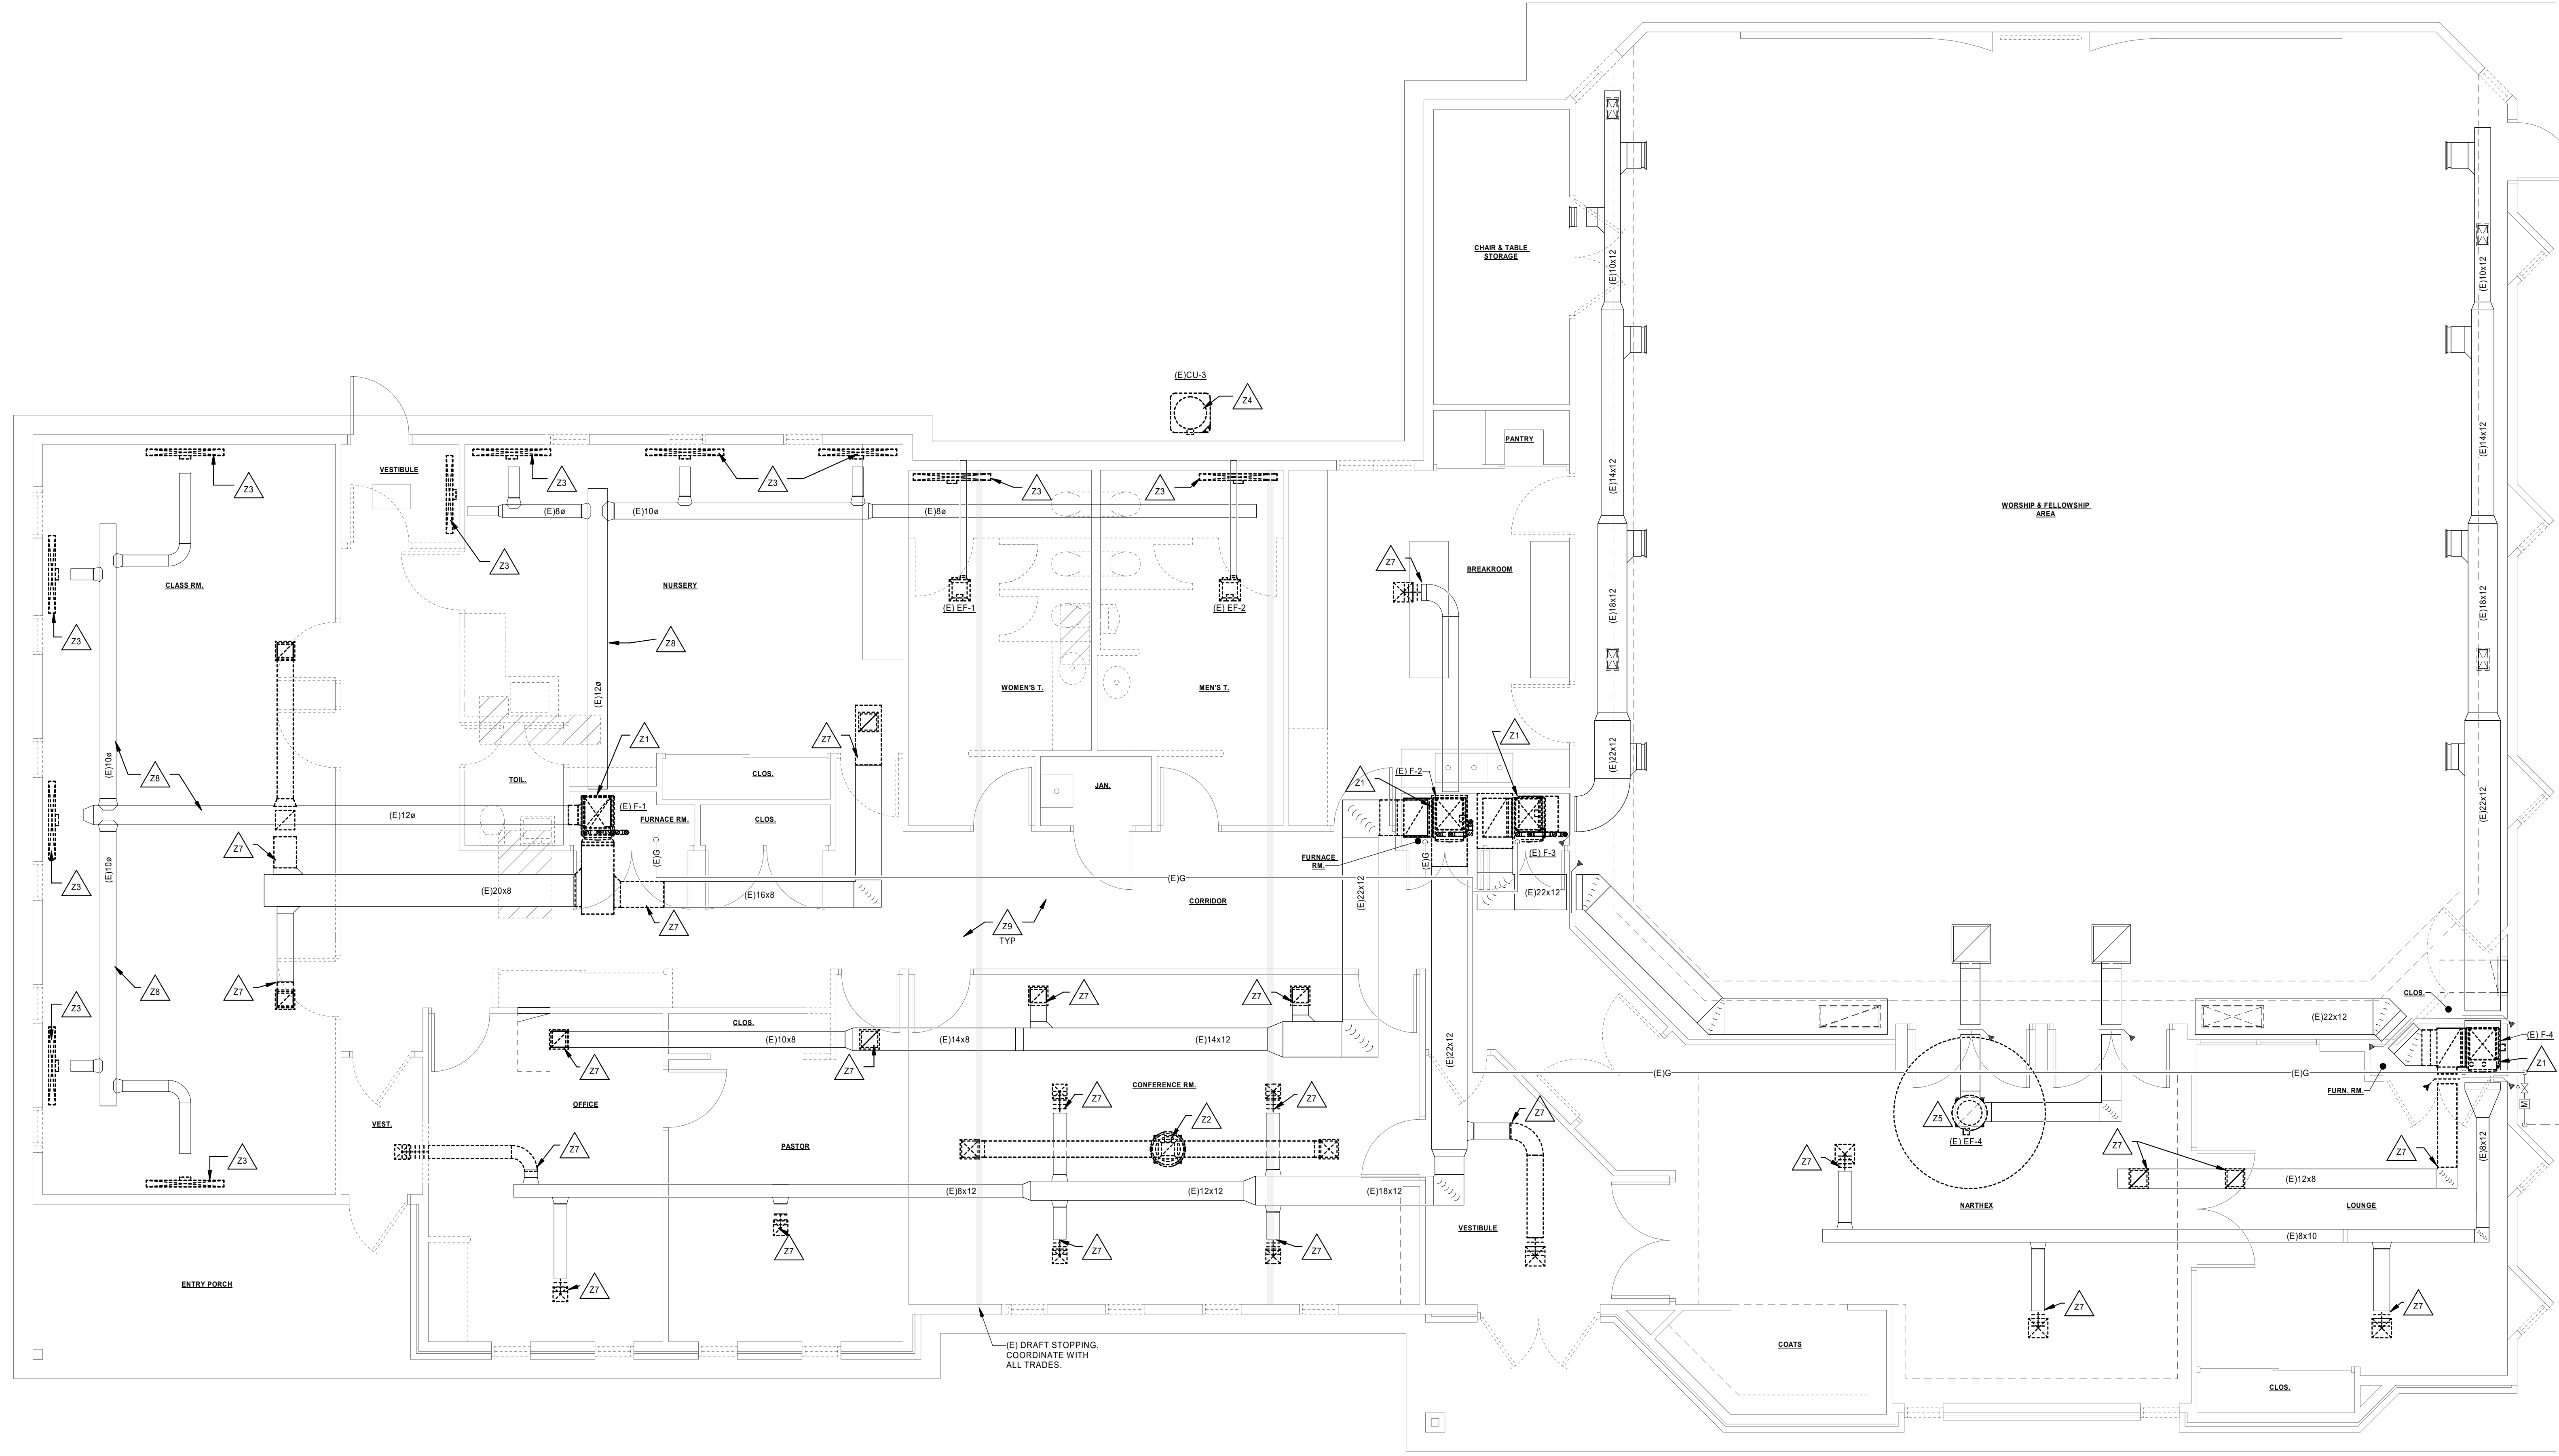 CHAIR & TABLE
STORAGE
(E)10x12
(E)10x12
(E)CU-3
Z4
PANTRY
(E)14x12
(E)14x12
VESTIBULE
Z3
Z3
Z3
Z3
Z3
Z3
(E)8ø
(E)10ø
(E)8ø
WORSHIP & FELLOWSHIP
AREA
Z7
CLASS RM.
NURSERY
BREAKROOM
(E) EF-1
(E) EF-2
(E)18x12
(E)18x12
Z3
Z8
(E)12ø
WOMEN'S T.
MEN'S T.
Z1
Z7
Z1
(E)22x12
(E)10ø
Z8
TOIL.
CLOS.
JAN.
Z1
(E) F-2
(E)22x12
(E)12ø
(E) F-1
FURNACE RM.
CLOS.
Z7
Z3
(E)10ø
(E)G
FURNACE
RM.
(E)G
(E) F-3
(E)20x8
(E)16x8
(E)G
(E)22x12
(E)22x12
CORRIDOR
Z7
Z9
TYP
Z8
Z7
Z7
Z7
Z3
CLOS.
(E)22x12
CLOS.
(E)10x8
(E)14x8
(E)14x12
(E)22x12
(E) F-4
Z1
Z7
Z7
(E)G
(E)G
CONFERENCE RM.
FURN. RM.
OFFICE
Z7
Z7
M
VEST.
Z2
Z7
Z5
PASTOR
(E) EF-4
(E)8x12
Z7
Z3
Z7
Z7
Z7
(E)8x12
(E)12x12
(E)18x12
(E)12x8
NARTHEX
LOUNGE
VESTIBULE
(E)8x10
Z7
Z7
Z7
ENTRY PORCH
Z7
Z7
Z7
(E) DRAFT STOPPING.
COORDINATE WITH
ALL TRADES.
COATS
CLOS.